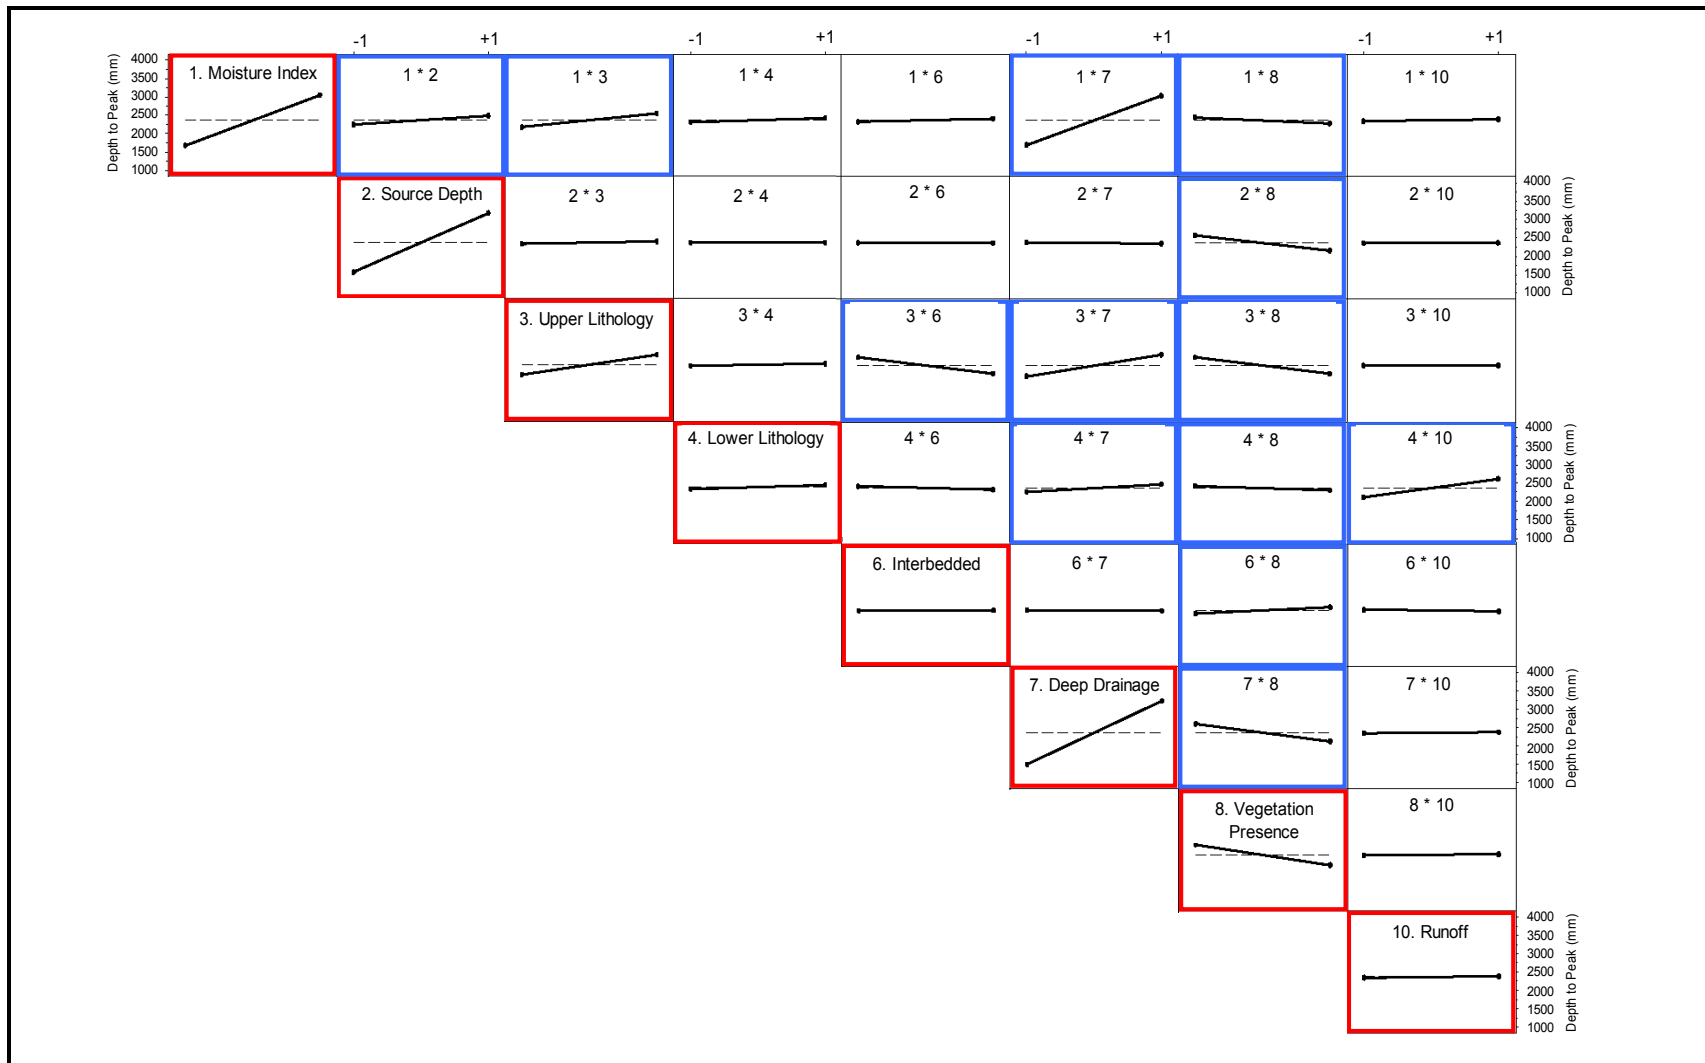 -1 +1 -1 +1 -1 +1 -1 +1
Depth to Peak (mm)
4000
3500
3000
2500
2000
1500
1000
1. Moisture Index
1 * 2
1 * 3
1 * 4
1 * 6
1 * 7
1 * 8
1 * 10
2. Source Depth
2 * 3
2 * 4
2 * 6
2 * 7
2 * 8
2 * 10
4000
3500
3000
2500
2000
1500
1000
Depth to Peak (mm)
3. Upper Lithology
3 * 4
3 * 6
3 * 7
3 * 8
3 * 10
4. Lower Lithology
4 * 6
4 * 7
4 * 8
4 * 10
4000
3500
3000
2500
2000
1500
1000
Depth to Peak (mm)
6. Interbedded
6 * 7
6 * 8
6 * 10
7. Deep Drainage
7 * 8
7 * 10
4000
3500
3000
2500
2000
1500
1000
Depth to Peak (mm)
8. Vegetation
Presence
8 * 10
10. Runoff
4000
3500
3000
2500
2000
1500
1000
Depth to Peak (mm)